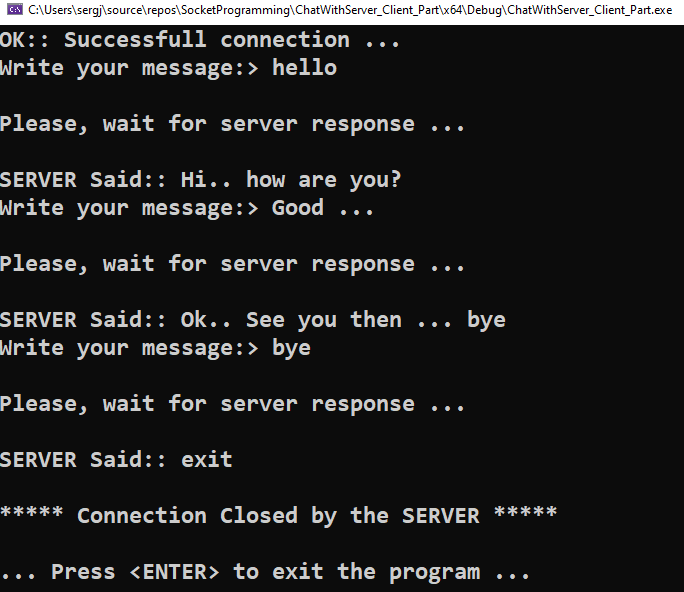 C:\Users\sergj\source\repos\SocketProgramming\ChatWithServer_Client_Part\x64\Debug\ChatWithServer_Client_Part.exe
OK:: Successfull connection ...
Write your message:> hello
Please, wait for server response ...
SERVER Said:: Hi.. how are you?
Write your message:> Good ...
Please, wait for server response ...
SERVER Said:: Ok.. See you then ... bye
Write your message:> bye
Please, wait for server response ...
SERVER Said:: exit
***** Connection Closed by the SERVER *****
... Press <ENTER> to exit the program ...